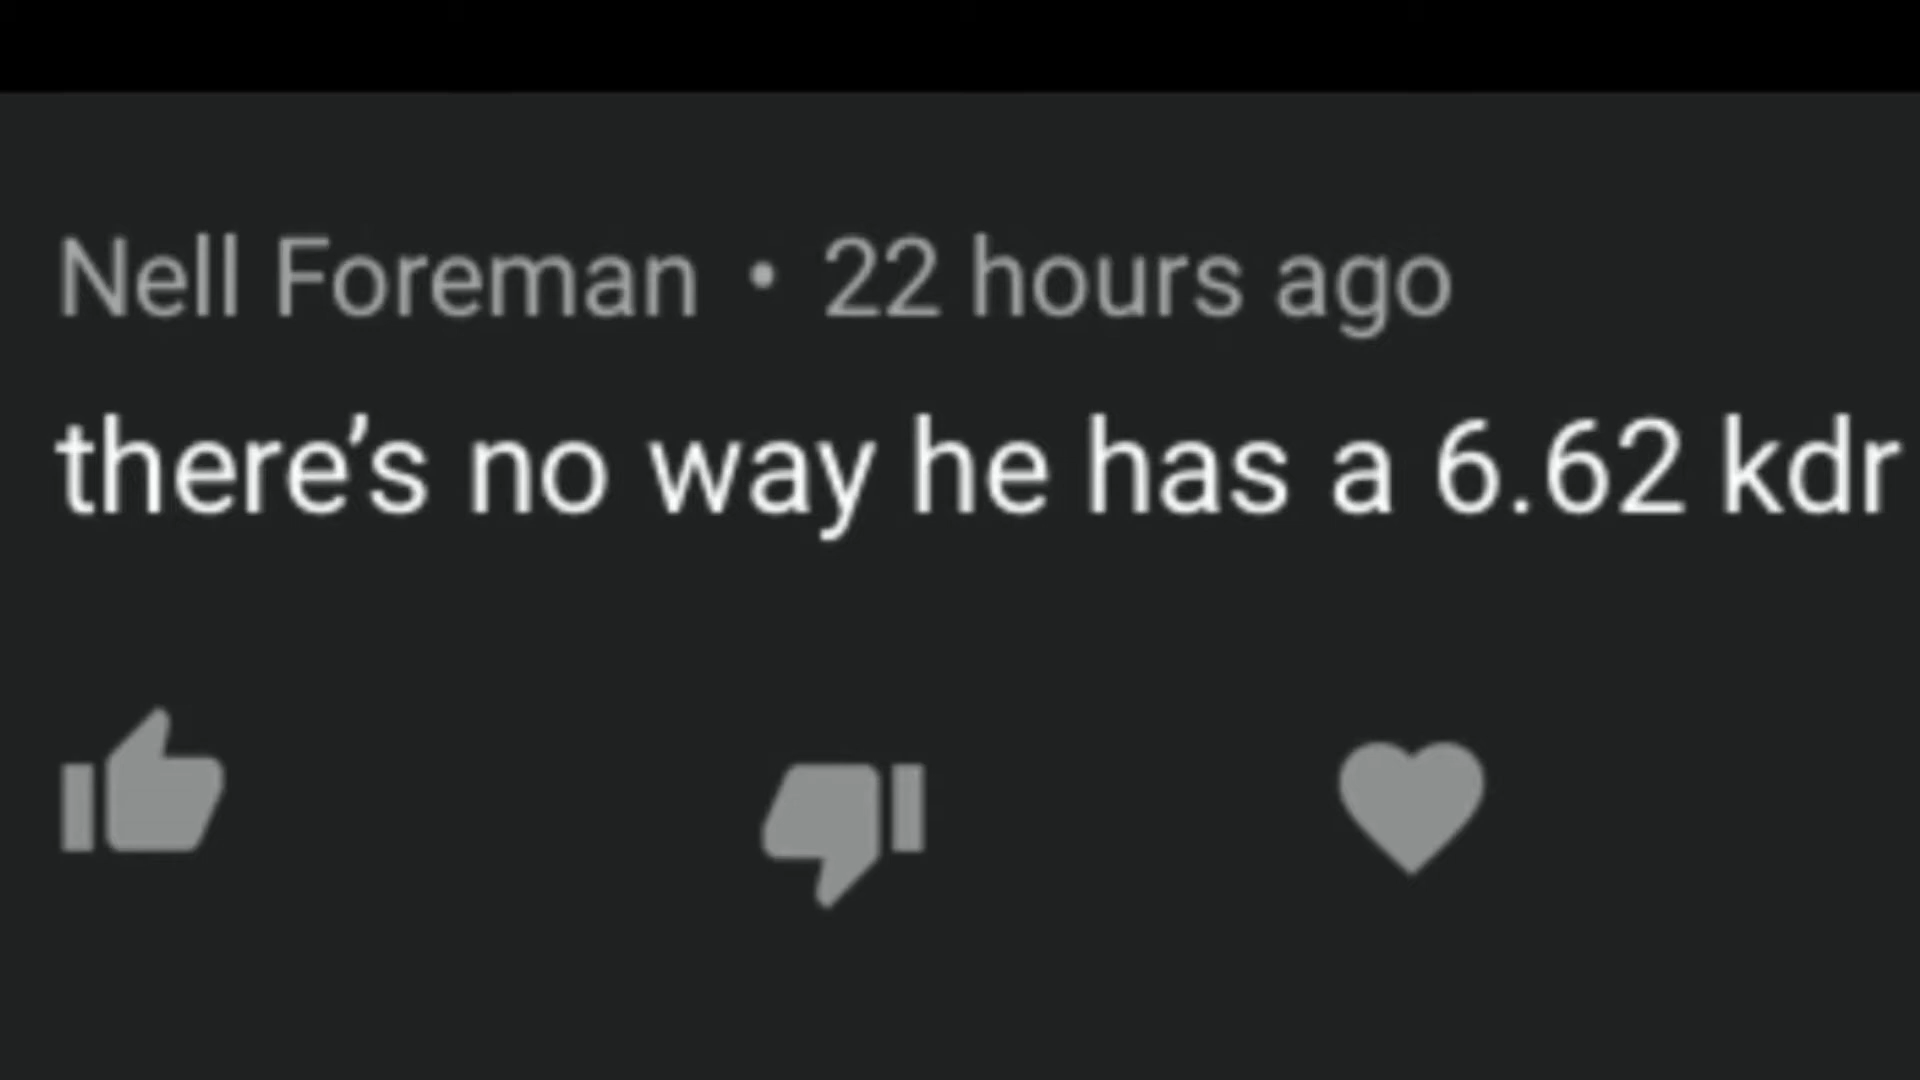 Nell Foreman • 22 hours ago
there’s no way he has a 6.62 kdr